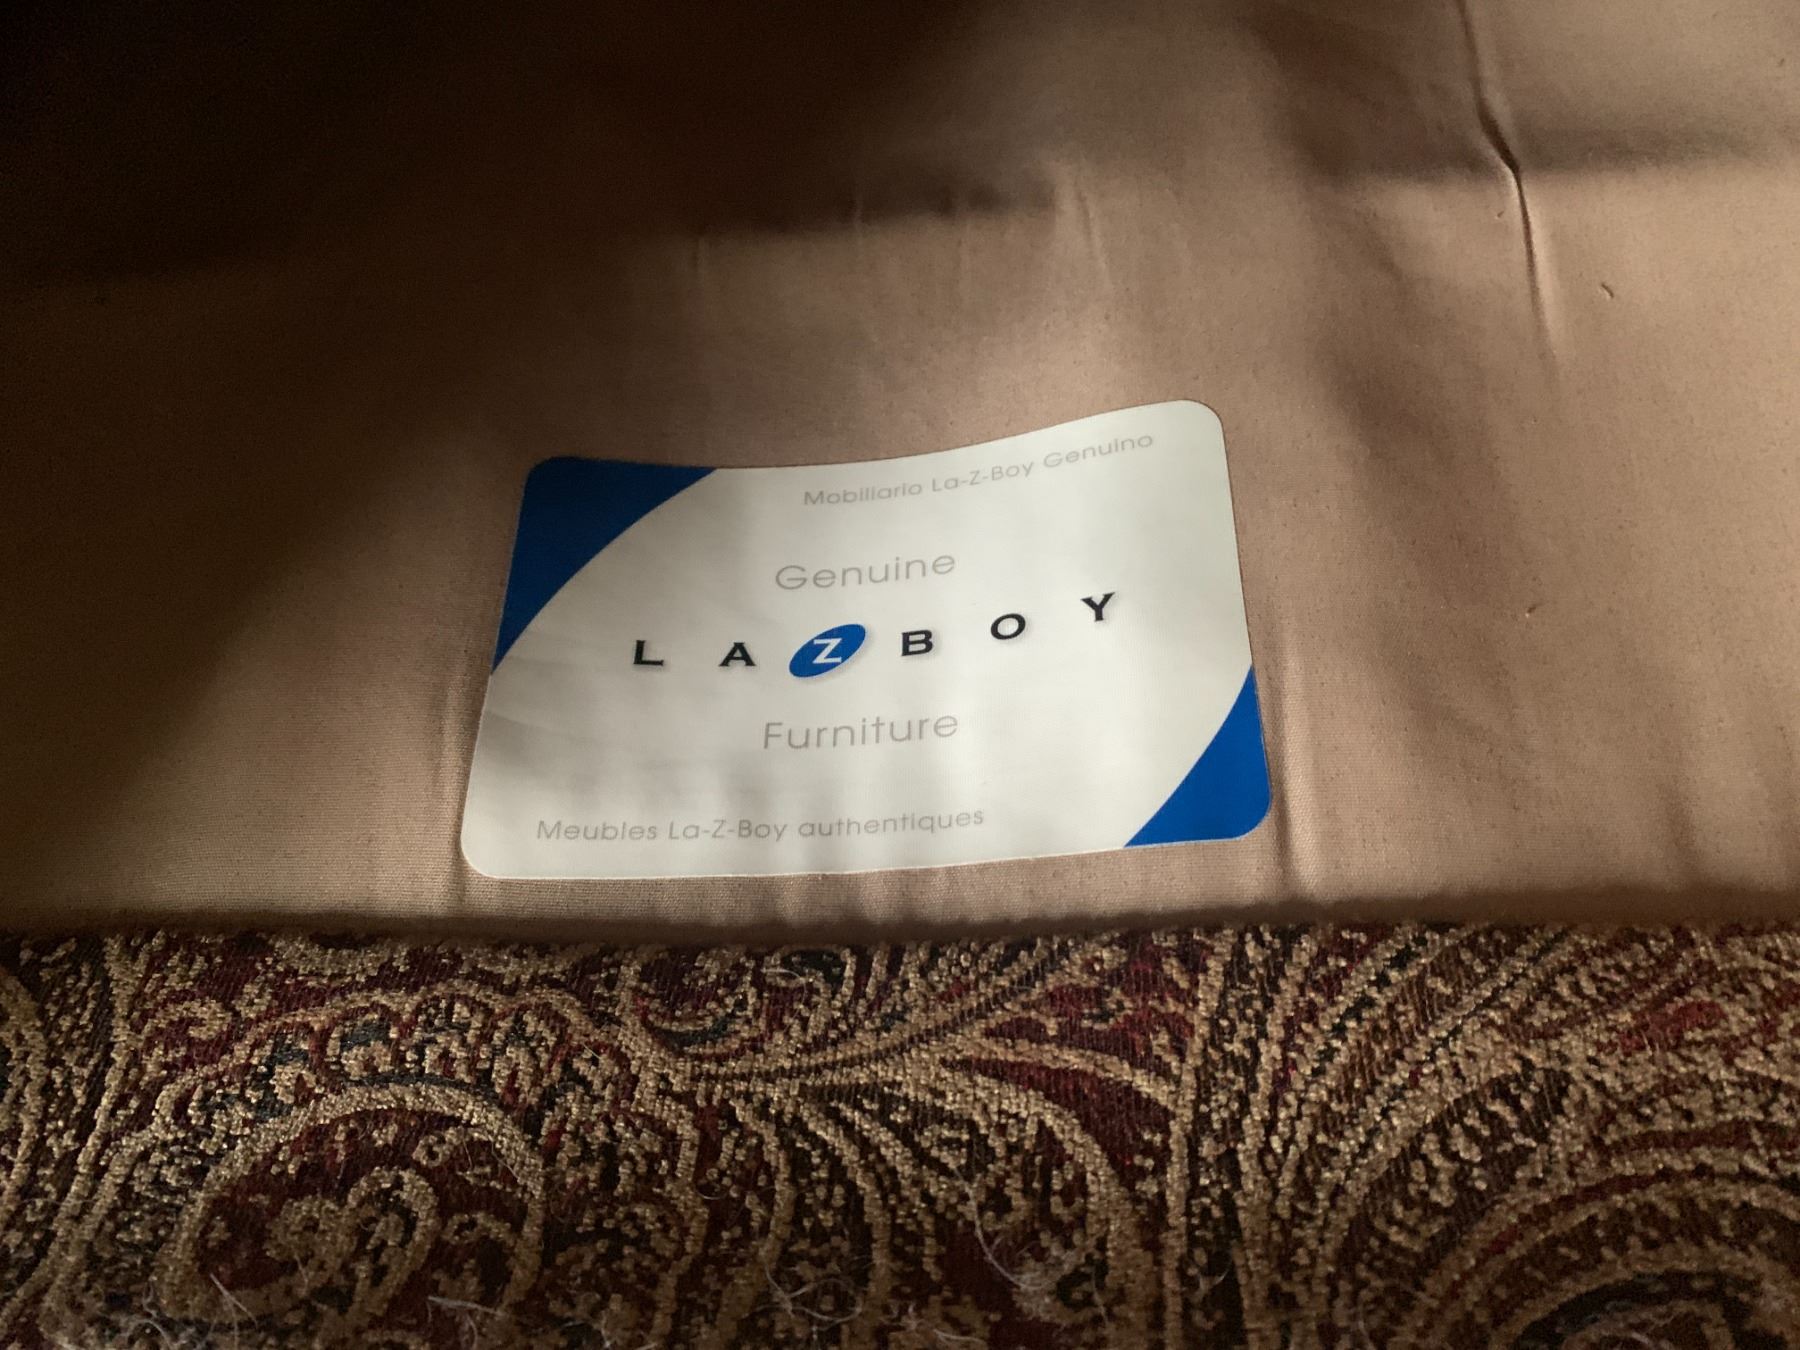 Mobiliario La-Z-Boy Genuino
Genuine
LAZBOY
Furniture
Meubles La-Z-Boy authentiques